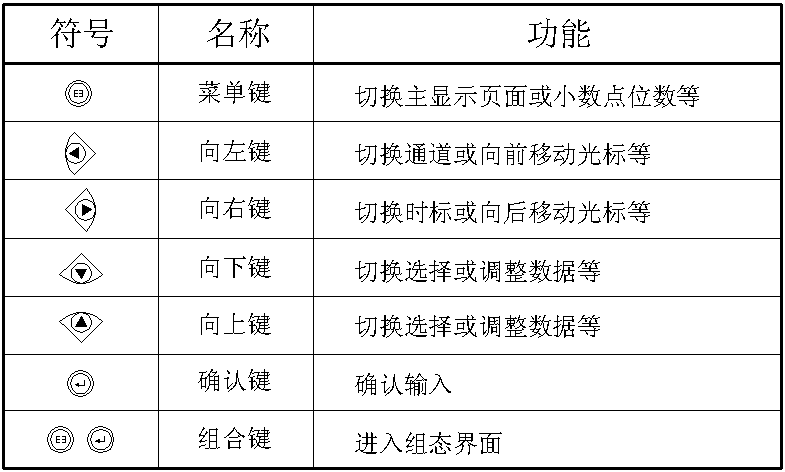 符号 名称 功能
菜单键 切换主显示页面或小数点位数等
向左键 切换通道或向前移动光标等
向右键 切换时标或向后移动光标等
向下键 切换选择或调整数据等
向上键 切换选择或调整数据等
确认键 确认输入
组合键 进入组态界面